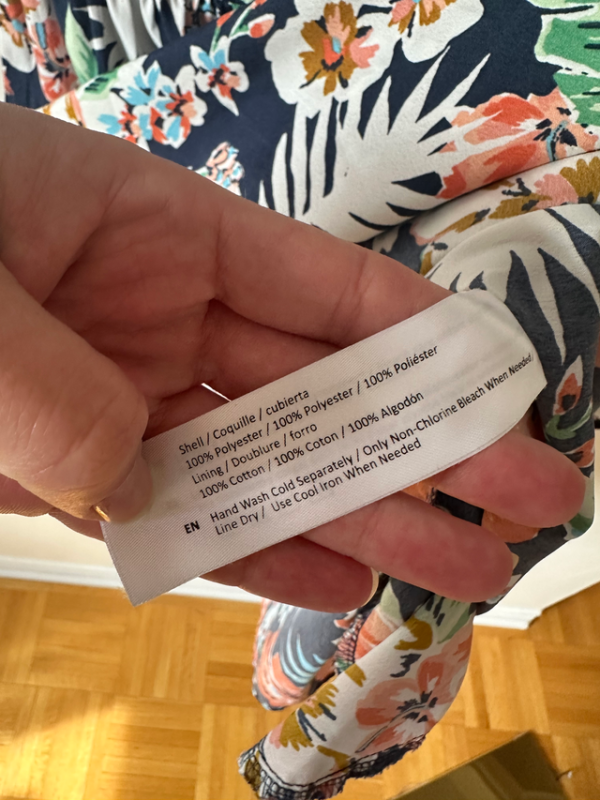 Shell / Coquille / cubierta
100% Polyester / 100% Polyester / 100% Poliéster
Lining / Doublure / forro
100% Cotton / 100% Coton / 100% Algodón
EN Hand Wash Cold Separately / Only Non-Chlorine Bleach When Needed /
Line Dry / Use Cool Iron When Needed